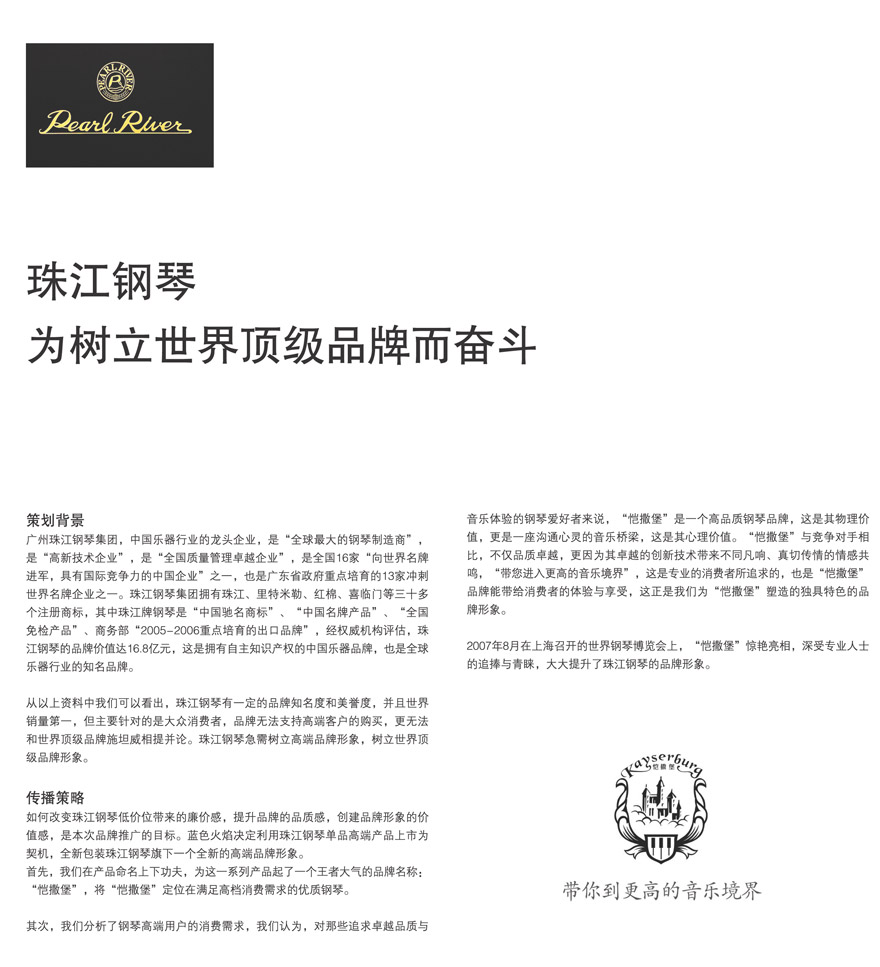 PEARL RIVER
R
Pearl River
珠江钢琴
为树立世界顶级品牌而奋斗
策划背景
广州珠江钢琴集团，中国乐器行业的龙头企业，是“全球最大的钢琴制造商”，
是“高新技术企业”，是“全国质量管理卓越企业”，是全国16家“向世界名牌
进军，具有国际竞争力的中国企业”之一，也是广东省政府重点培育的13家冲刺
世界名牌企业之一。珠江钢琴集团拥有珠江、里特米勒、红棉、喜临门等三十多
个注册商标，其中珠江牌钢琴是“中国驰名商标”、“中国名牌产品”、“全国
免检产品”、商务部“2005-2006重点培育的出口品牌”，经权威机构评估，珠
江钢琴的品牌价值达16.8亿元，这是拥有自主知识产权的中国乐器品牌，也是全球
乐器行业的知名品牌。
从以上资料中我们可以看出，珠江钢琴有一定的品牌知名度和美誉度，并且世界
销量第一，但主要针对的是大众消费者，品牌无法支持高端客户的购买，更无法
和世界顶级品牌施坦威相提并论。珠江钢琴急需树立高端品牌形象，树立世界顶
级品牌形象。
传播策略
如何改变珠江钢琴低价位带来的廉价感，提升品牌的品质感，创建品牌形象的价
值感，是本次品牌推广的目标。蓝色火焰决定利用珠江钢琴单品高端产品上市为
契机，全新包装珠江钢琴旗下一个全新的高端品牌形象。
首先，我们在产品命名上下功夫，为这一系列产品起了一个王者大气的品牌名称：
“恺撒堡”，将“恺撒堡”定位在满足高档消费需求的优质钢琴。
其次，我们分析了钢琴高端用户的消费需求，我们认为，对那些追求卓越品质与
音乐体验的钢琴爱好者来说，“恺撒堡”是一个高品质钢琴品牌，这是其物理价
值，更是一座沟通心灵的音乐桥梁，这是其心理价值。“恺撒堡”与竞争对手相
比，不仅品质卓越，更因为其卓越的创新技术带来不同凡响、真切传情的情感共
鸣，“带您进入更高的音乐境界”，这是专业的消费者所追求的，也是“恺撒堡”
品牌能带给消费者的体验与享受，这正是我们为“恺撒堡”塑造的独具特色的品
牌形象。
2007年8月在上海召开的世界钢琴博览会上，“恺撒堡”惊艳亮相，深受专业人士
的追捧与青睐，大大提升了珠江钢琴的品牌形象。
Kayserburg
恺撒堡
带你到更高的音乐境界